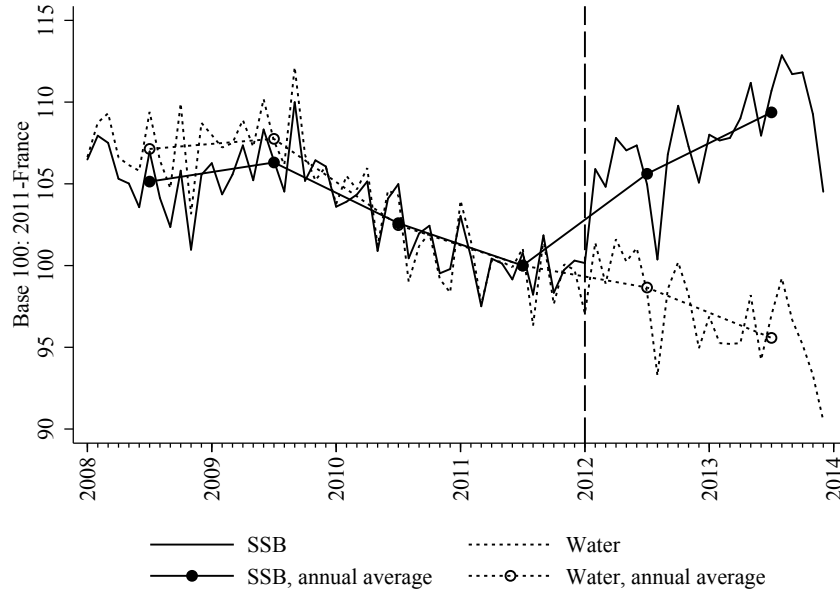 115
110
105
100
95
90
Base 100: 2011-France
2008
2009
2010
2011
2012
2013
2014
SSB
Water
SSB, annual average
Water, annual average